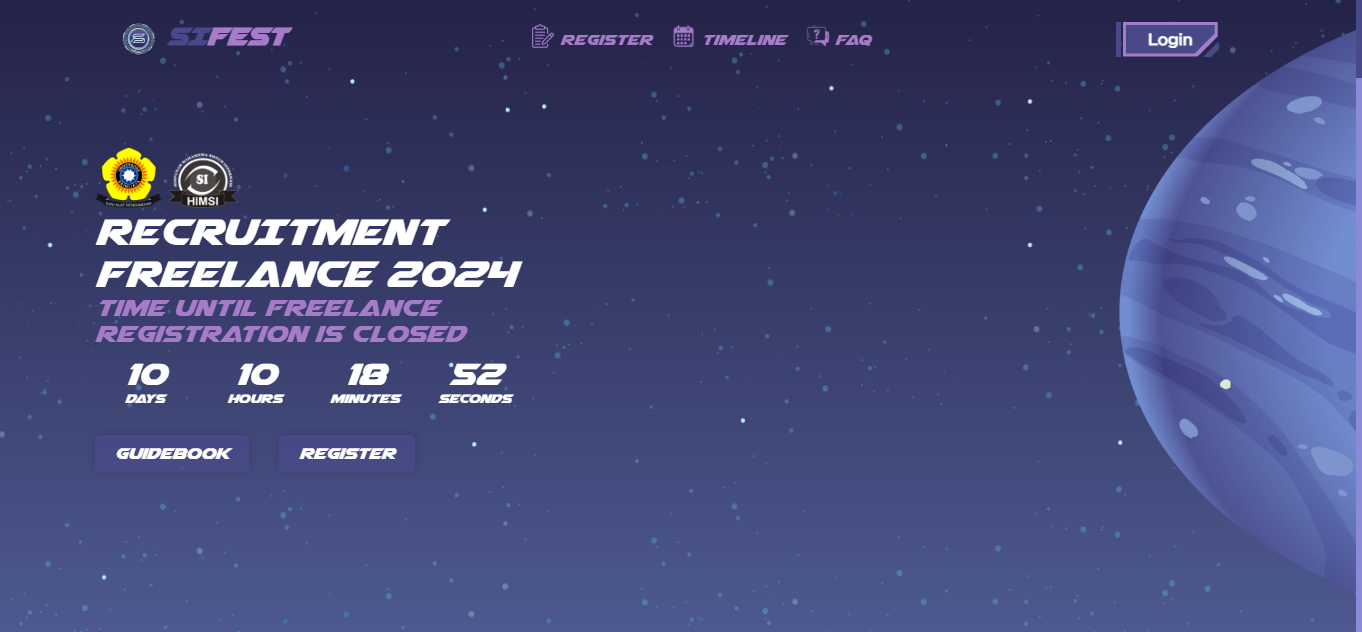 SIFEST
REGISTER
TIMELINE
FAQ
Login
SI
HIMSI
RECRUITMENT
FREELANCE 2024
TIME UNTIL FREELANCE
REGISTRATION IS CLOSED
10 10 18 52
DAYS HOURS MINUTES SECONDS
GUIDEBOOK
REGISTER